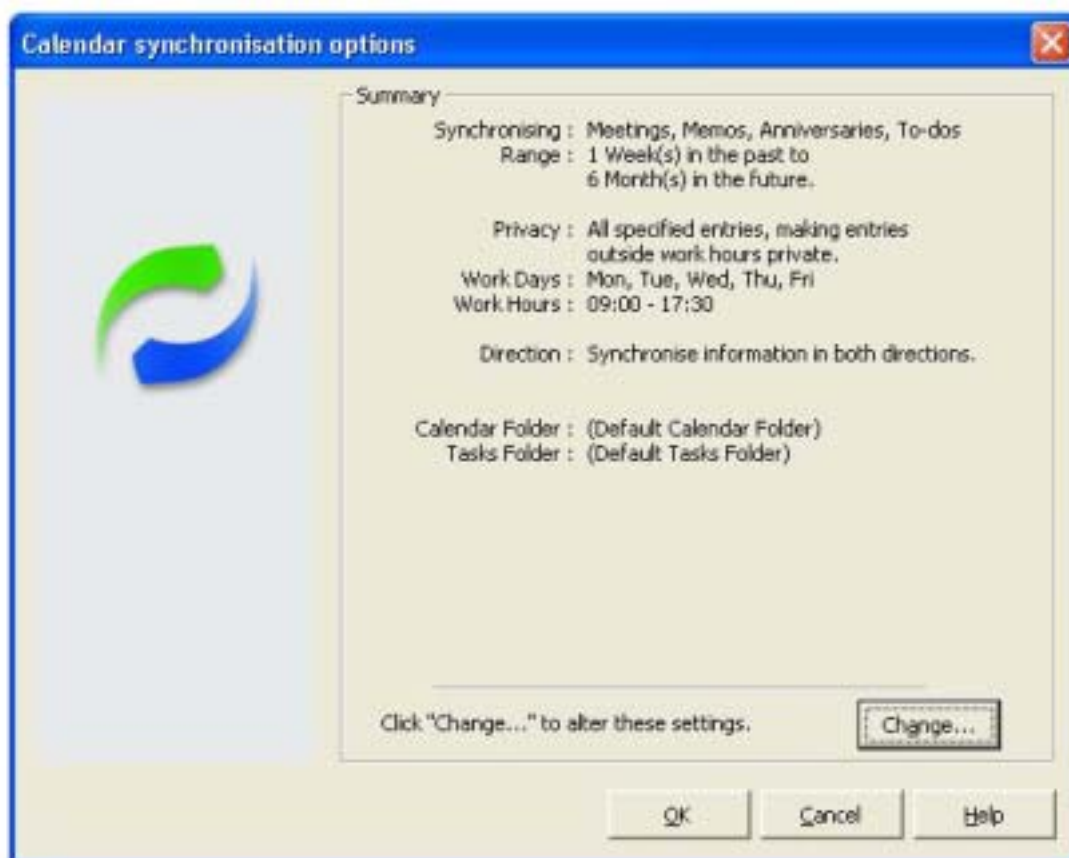 Calendar synchronisation options
Summary
Synchronising : Meetings, Memos, Anniversaries, To-dos
Range : 1 Week(s) in the past to
6 Month(s) in the future.
Privacy : All specified entries, making entries
outside work hours private.
Work Days : Mon, Tue, Wed, Thu, Fri
Work Hours : 09:00 - 17:30
Direction : Synchronise information in both directions.
Calendar Folder : (Default Calendar Folder)
Tasks Folder : (Default Tasks Folder)
Click "Change..." to alter these settings. Change...
OK Cancel Help